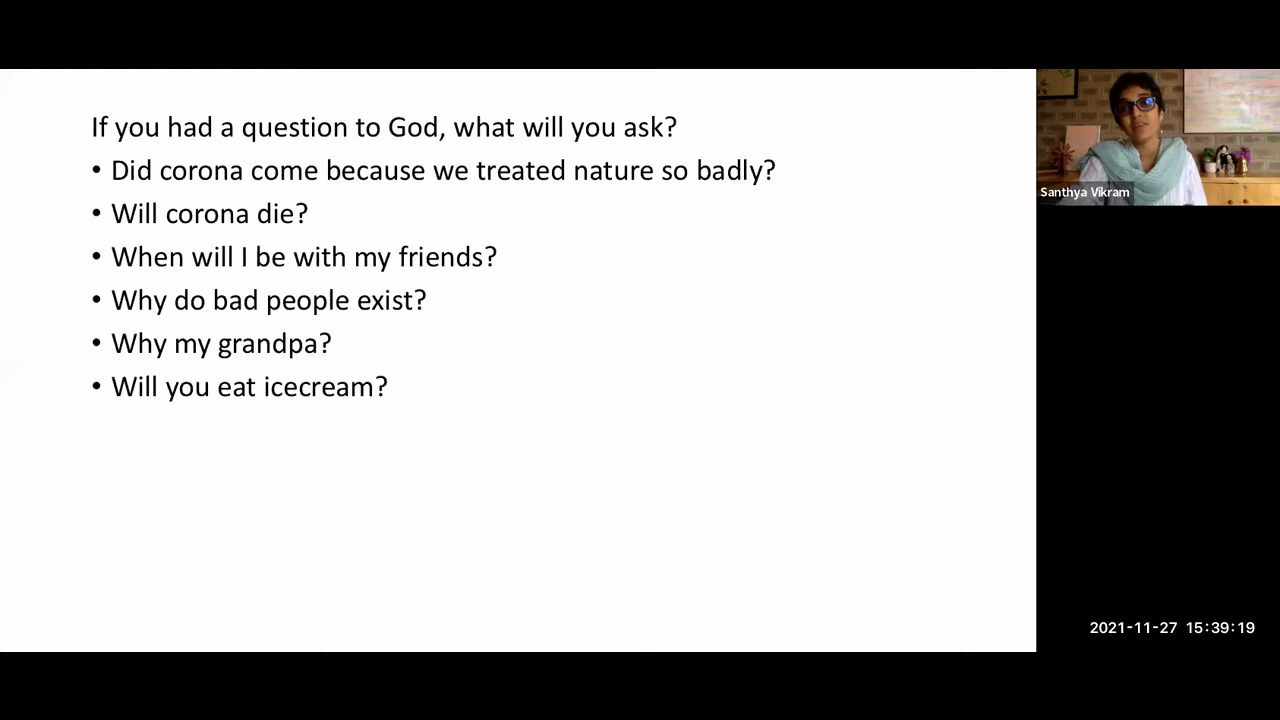 If you had a question to God, what will you ask?
• Did corona come because we treated nature so badly?
• Will corona die?
• When will I be with my friends?
• Why do bad people exist?
• Why my grandpa?
• Will you eat icecream?
Santhya Vikram
2021-11-27 15:39:19